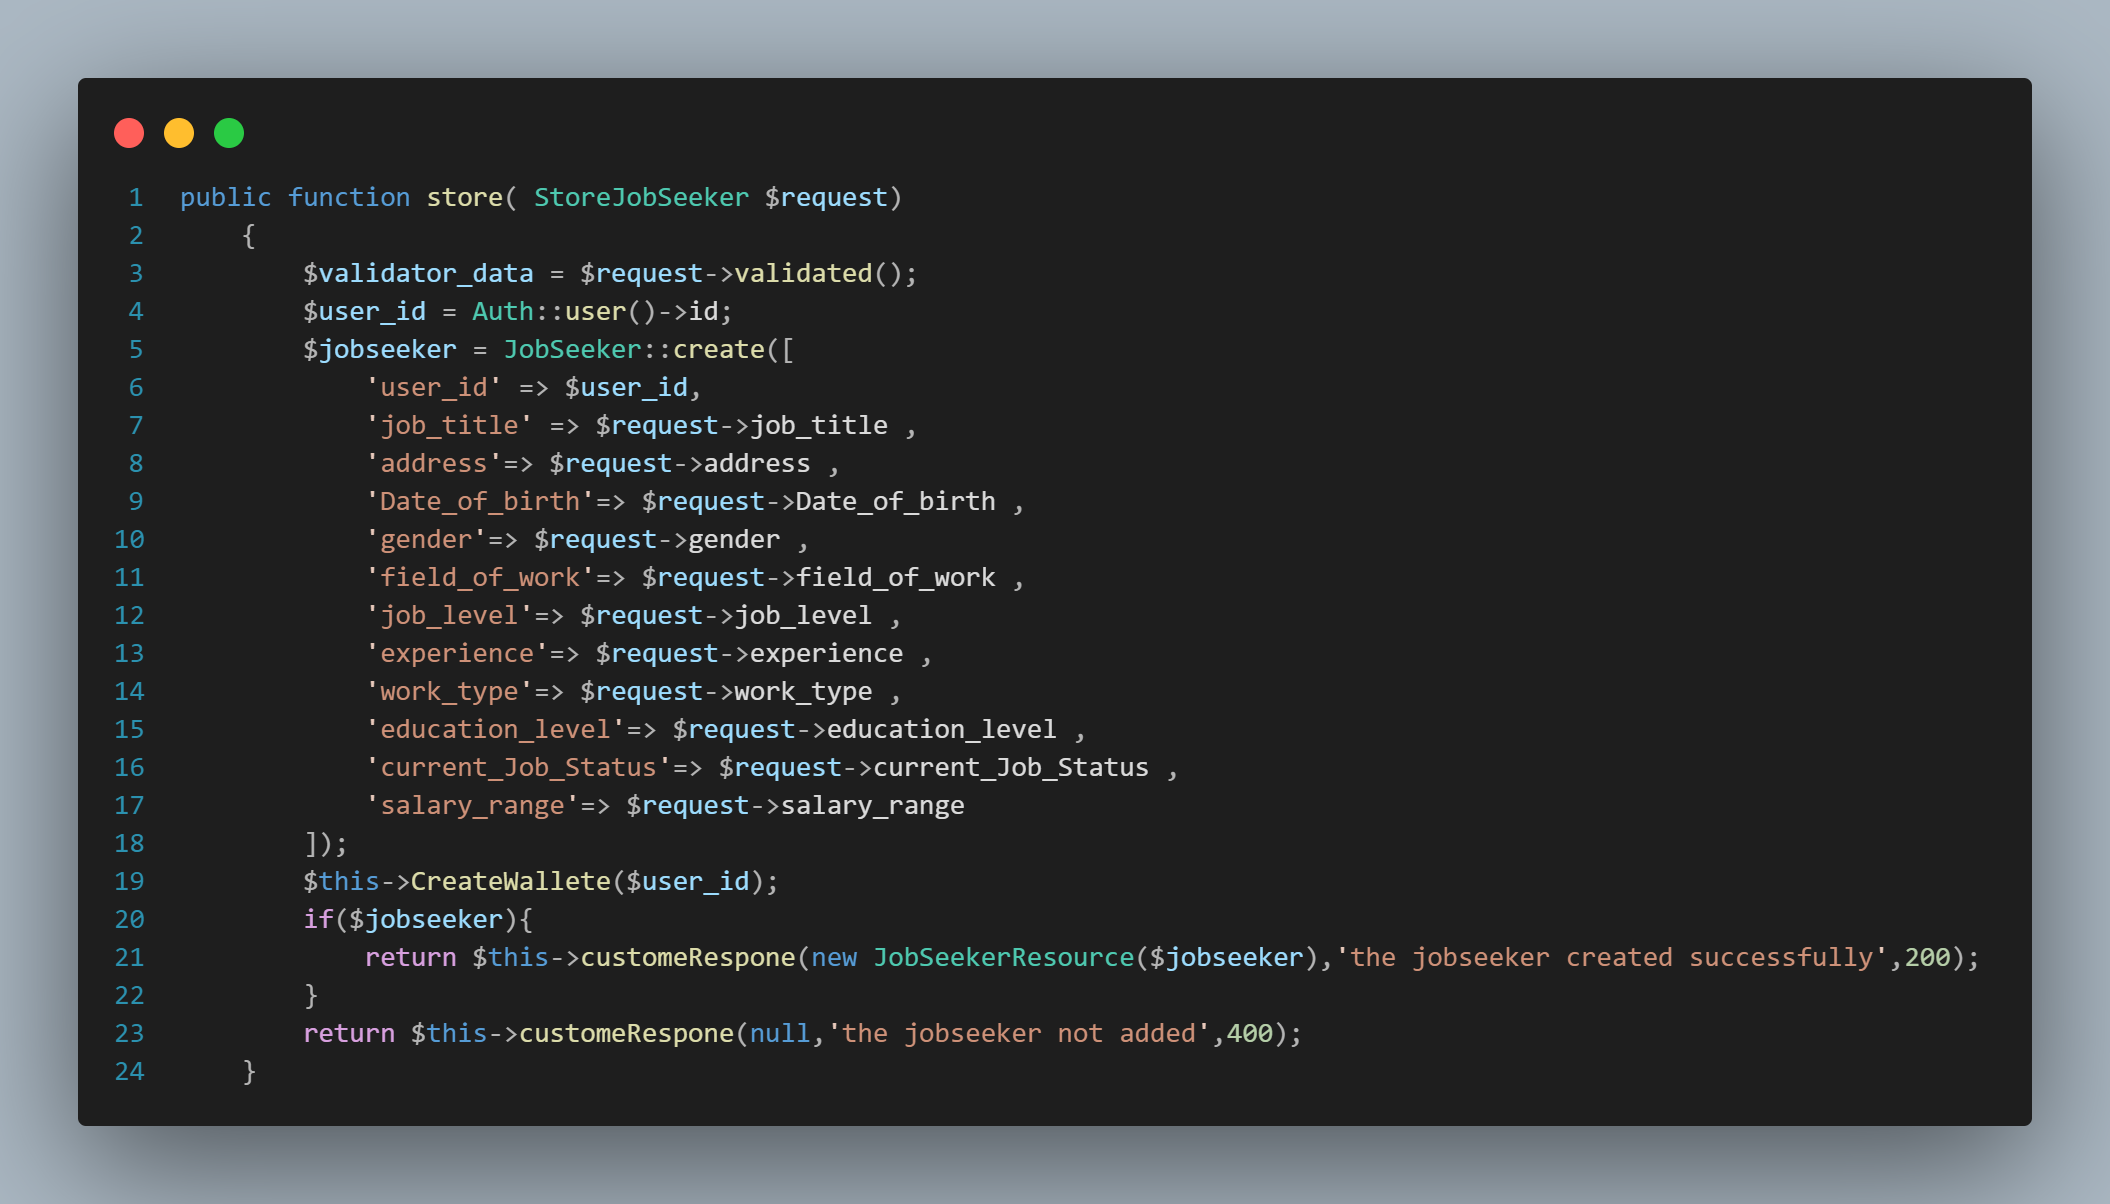 1 public function store( StoreJobSeeker $request)
2     {
3         $validator_data = $request->validated();
4         $user_id = Auth::user()->id;
5         $jobseeker = JobSeeker::create([
6             'user_id' => $user_id,
7             'job_title' => $request->job_title ,
8             'address'=> $request->address ,
9             'Date_of_birth'=> $request->Date_of_birth ,
10             'gender'=> $request->gender ,
11             'field_of_work'=> $request->field_of_work ,
12             'job_level'=> $request->job_level ,
13             'experience'=> $request->experience ,
14             'work_type'=> $request->work_type ,
15             'education_level'=> $request->education_level ,
16             'current_Job_Status'=> $request->current_Job_Status ,
17             'salary_range'=> $request->salary_range
18         ]);
19         $this->CreateWallete($user_id);
20         if($jobseeker){
21             return $this->customeRespone(new JobSeekerResource($jobseeker),'the jobseeker created successfully',200);
22         }
23         return $this->customeRespone(null,'the jobseeker not added',400);
24     }